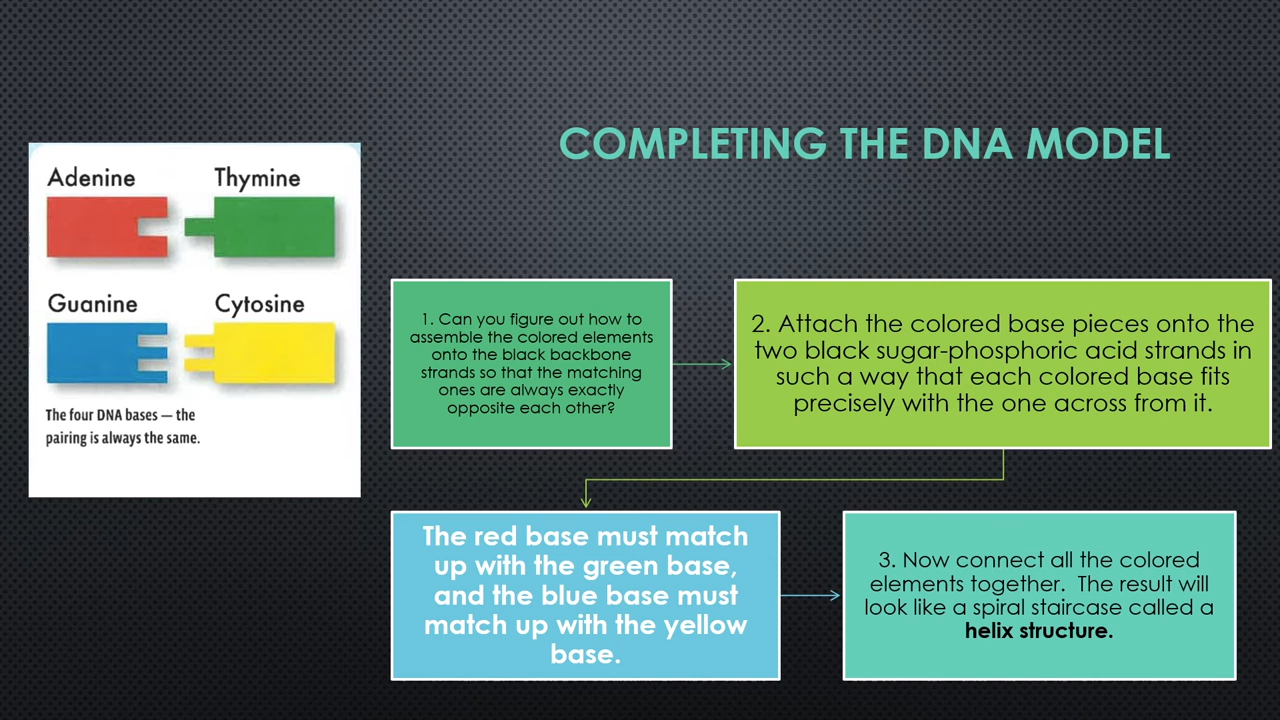 COMPLETING THE DNA MODEL
Adenine Thymine
Guanine Cytosine
The four DNA bases — the
pairing is always the same.
1. Can you figure out how to
assemble the colored elements
onto the black backbone
strands so that the matching
ones are always exactly
opposite each other?
2. Attach the colored base pieces onto the
two black sugar-phosphoric acid strands in
such a way that each colored base fits
precisely with the one across from it.
The red base must match
up with the green base,
and the blue base must
match up with the yellow
base.
3. Now connect all the colored
elements together. The result will
look like a spiral staircase called a
helix structure.